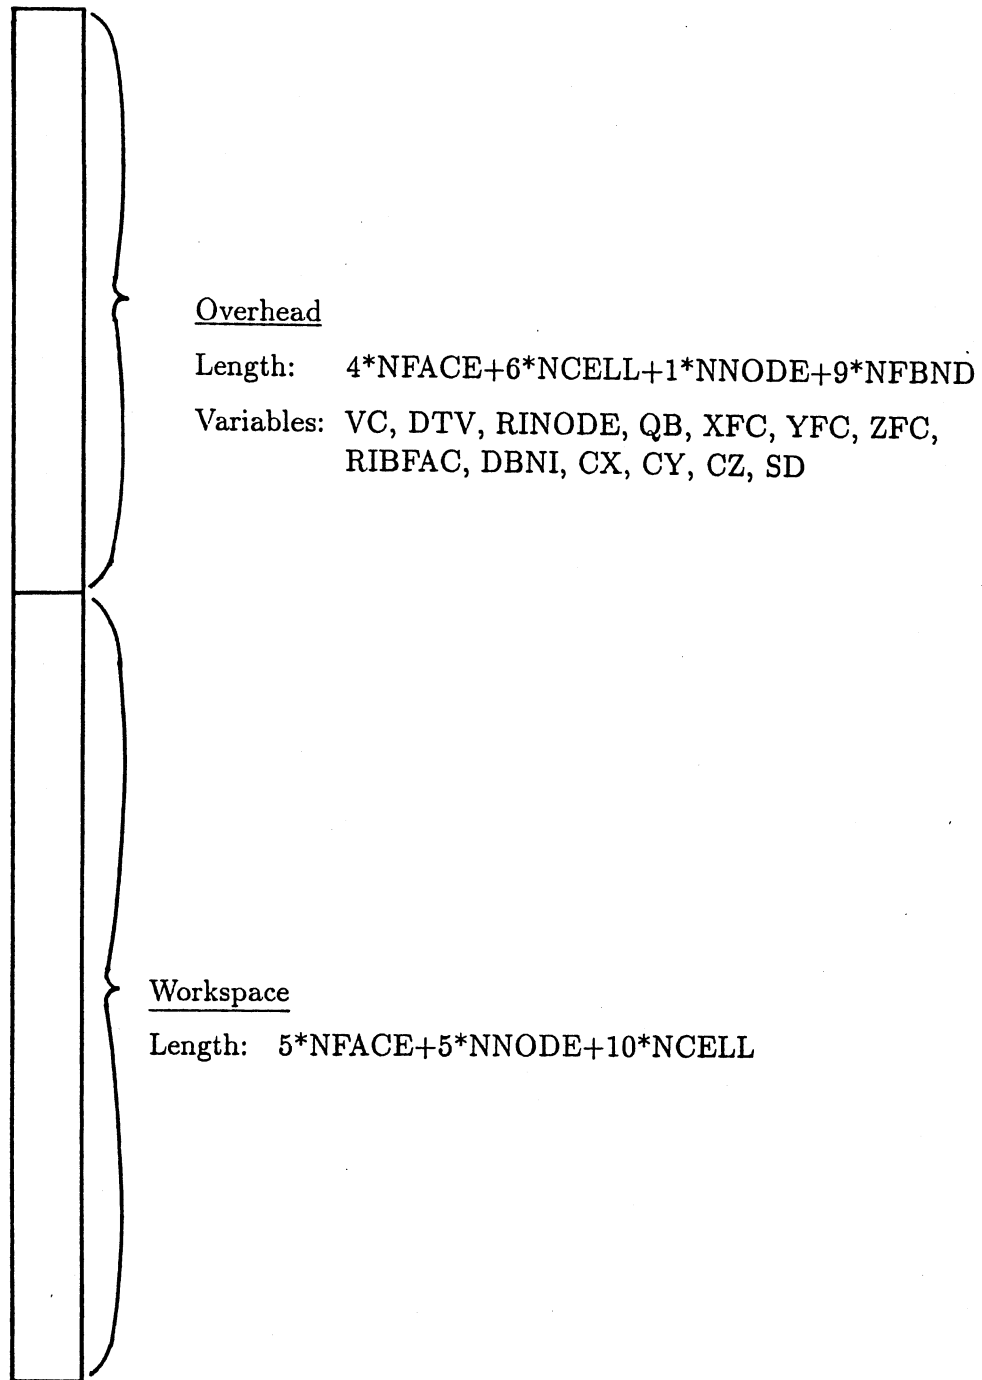 Overhead
Length: 4*NFACE+6*NCELL+1*NNODE+9*NFBND
Variables: VC, DTV, RINODE, QB, XFC, YFC, ZFC,
RIBFAC, DBNI, CX, CY, CZ, SD
Workspace
Length: 5*NFACE+5*NNODE+10*NCELL